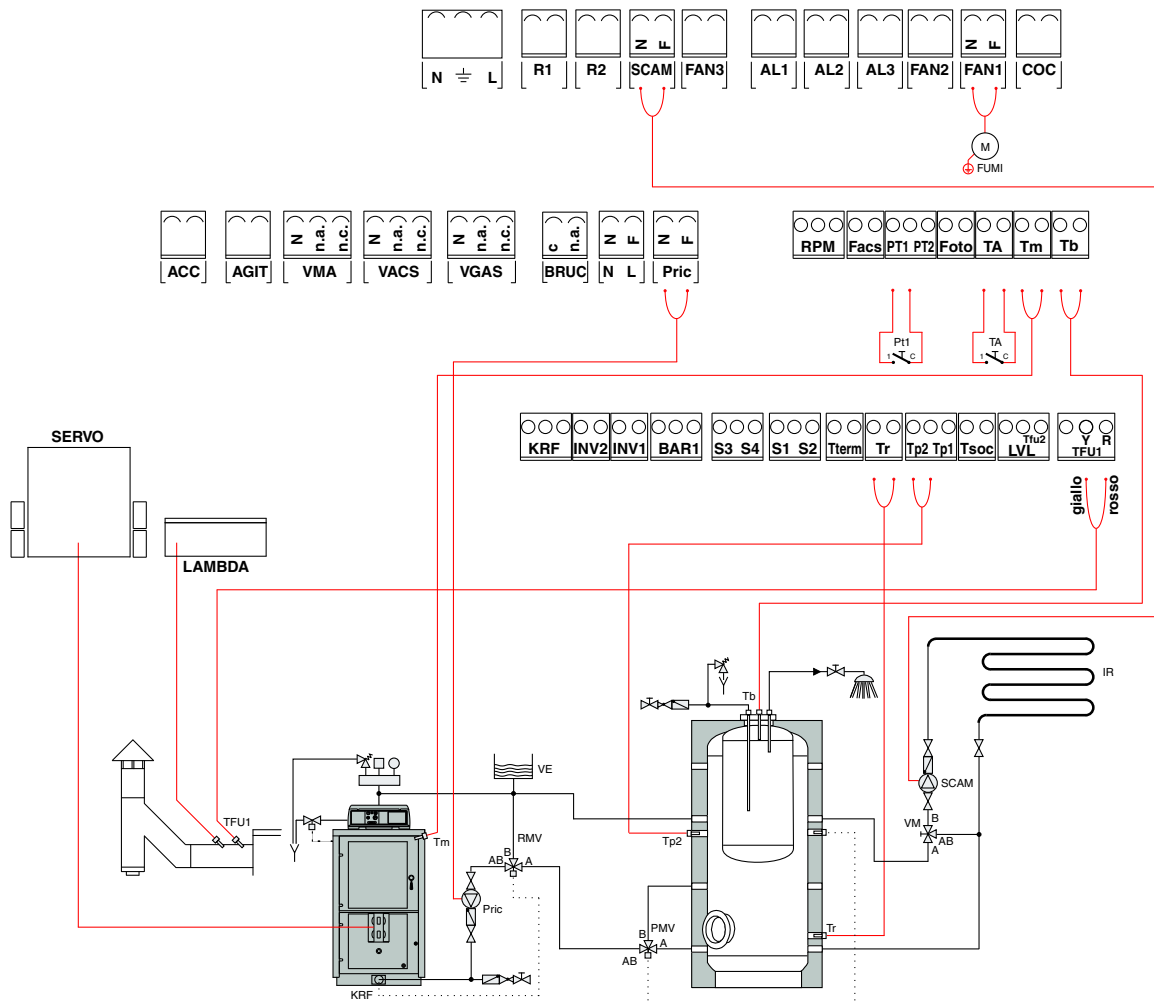 N F N F
N L R1 R2 SCAM FAN3 AL1 AL2 AL3 FAN2 FAN1 COC
M
FUMI
N n.a. n.c. N n.a. n.c. N n.a. n.c. c n.a. N F N F
RPM Facs PT1 PT2 Foto TA Tm Tb
ACC AGIT VMA VACS VGAS BRUC N L Pric
Pt1 TA
1 T C 1 T C
SERVO
KRF INV2 INV1 BAR1 S3 S4 S1 S2 Tterm Tr Tp2 Tp1 Tsoc Tfu2 LVL Y R TFU1
giallo rosso
LAMBDA
IR
Tb
VE
SCAM
TFU1
Tm
RMV
Tp2
VM
B
AB
A
B
AB A
Pric
PMV
B
A
AB
Tr
KRF